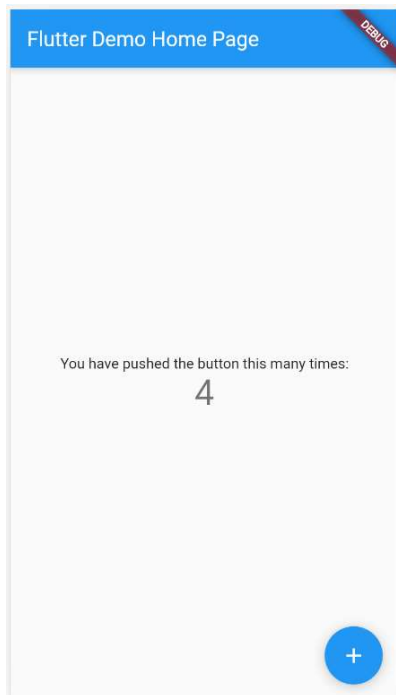 Flutter Demo Home Page
DEBUG
You have pushed the button this many times:
4
+